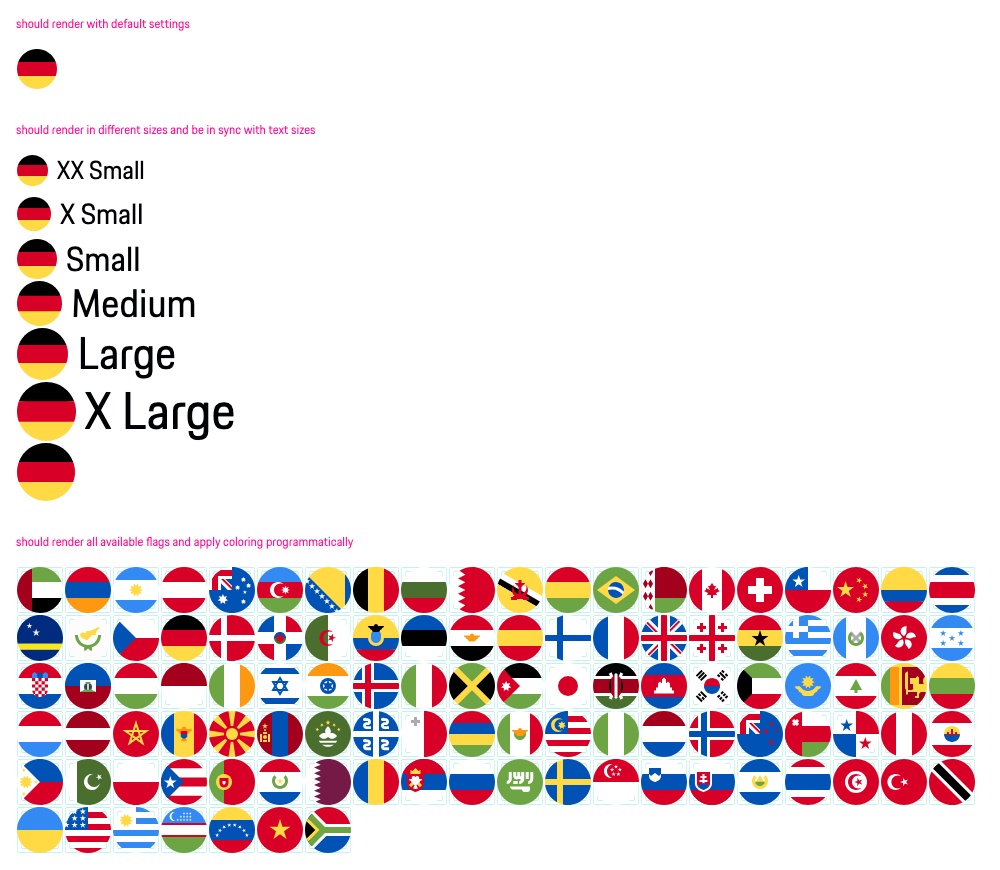 should render with default settings
should render in different sizes and be in sync with text sizes
XX Small
X Small
Small
Medium
Large
X Large
should render all available flags and apply coloring programmatically